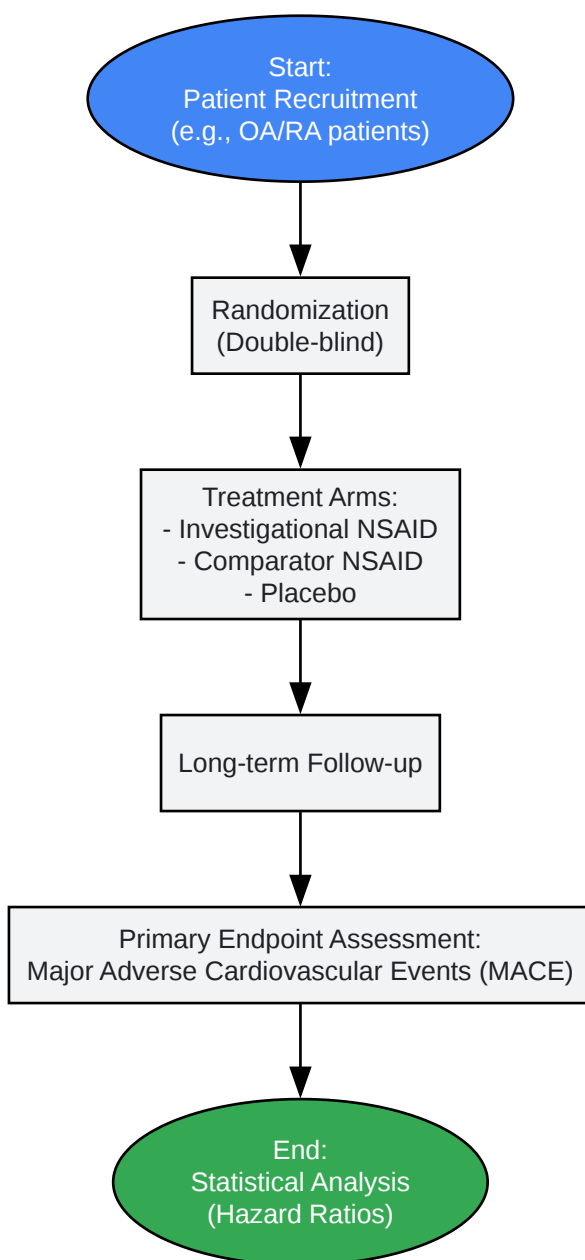 Start:
Patient Recruitment
(e.g., OA/RA patients)
Randomization
(Double-blind)
Treatment Arms:
- Investigational NSAID
- Comparator NSAID
- Placebo
Long-term Follow-up
Primary Endpoint Assessment:
Major Adverse Cardiovascular Events (MACE)
End:
Statistical Analysis
(Hazard Ratios)